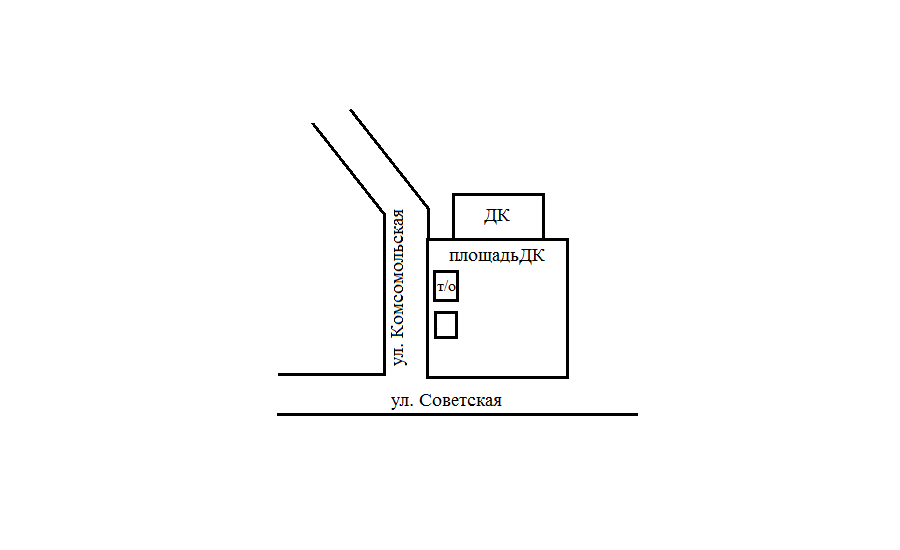 ДК
площадьДК
т/о
ул. Комсомольская
ул. Советская